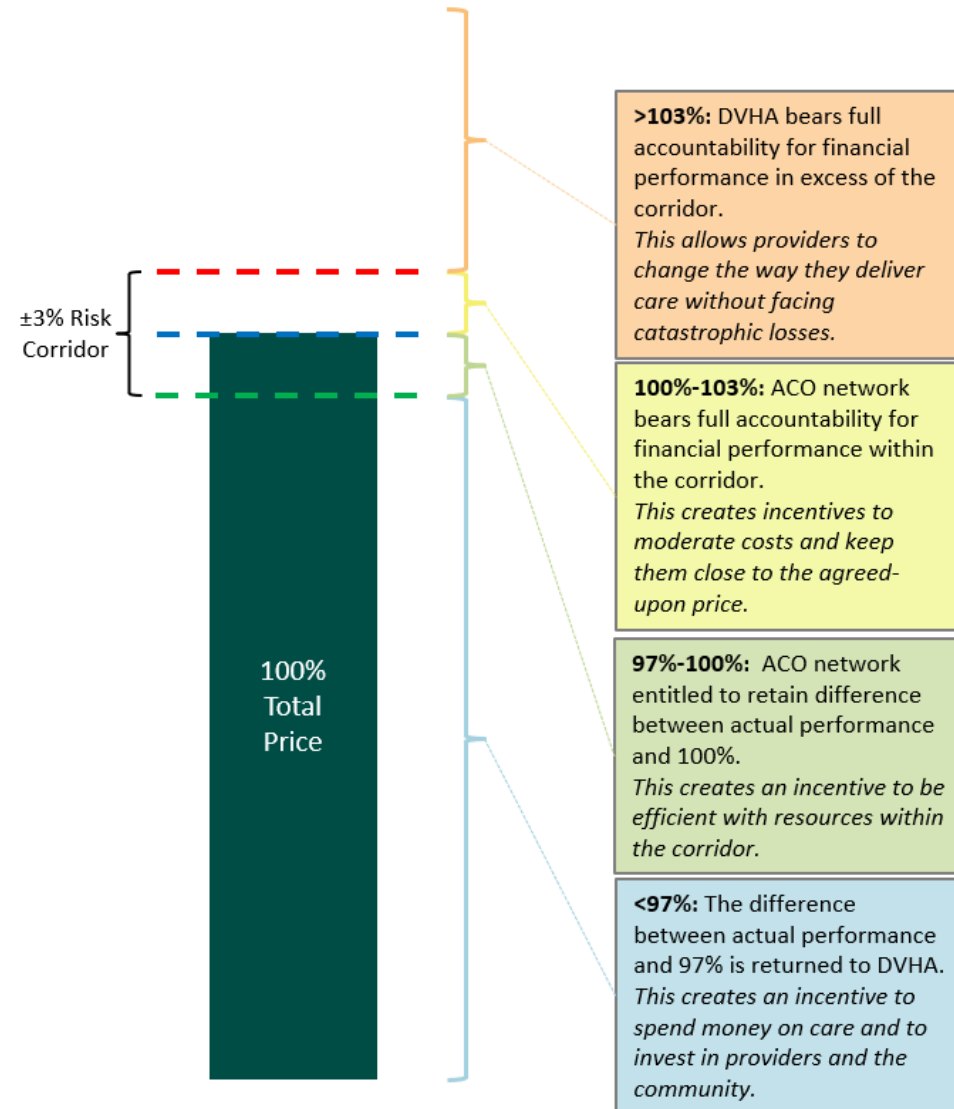 >103%: DVHA bears full
accountability for financial
performance in excess of the
corridor.
This allows providers to
change the way they deliver
care without facing
catastrophic losses.
±3% Risk
Corridor
100%-103%: ACO network
bears full accountability for
financial performance within
the corridor.
This creates incentives to
moderate costs and keep
them close to the agreed-
upon price.
100%
Total
Price
97%-100%:  ACO network
entitled to retain difference
between actual performance
and 100%.
This creates an incentive to be
efficient with resources within
the corridor.
<97%: The difference
between actual performance
and 97% is returned to DVHA.
This creates an incentive to
spend money on care and to
invest in providers and the
community.